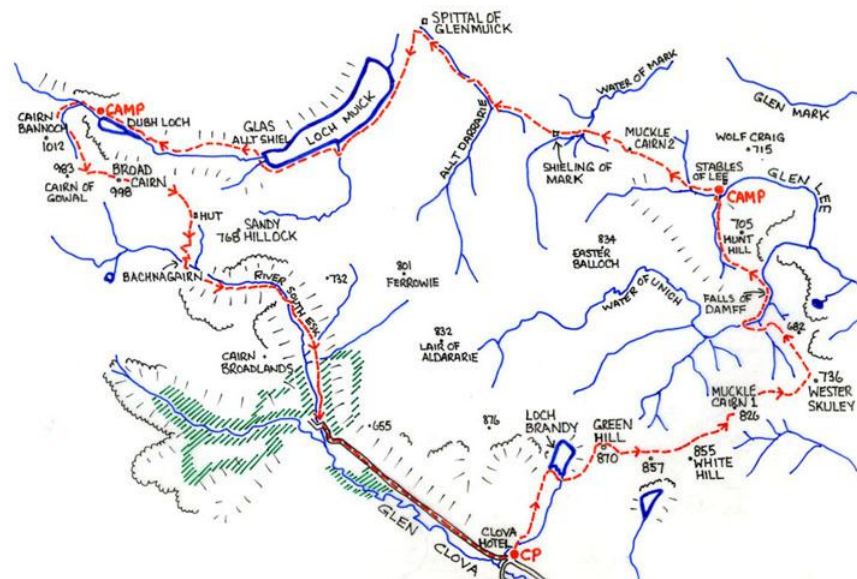 SPITTAL OF
GLENMUICK
WATER OF MARK
GLEN MARK
CAMP
DUBH LOCH
CAIRN
BANNOCH
1012
GLAS
ALLT SHIEL
LOCH MUICK
ALLT DARRARIE
MUCKLE
CAIRN 2
WOLF CRAIG
715
SHIELING OF
MARK
STABLES
OF LEE
GLEN LEE
CAMP
983
CAIRN OF
GOWAL
BROAD
CAIRN
998
HUT
SANDY
768 HILLOCK
705
HUNT
HILL
834
EASTER
BALLOCH
BACHNAGAIRN
RIVER SOUTH ESK
732
801
FERROWIE
WATER OF UNICH
FALLS OF
DAMFF
682
832
LAIR OF
ALDARARIE
CAIRN
BROADLANDS
736
WESTER
SKULEY
MUCKLE
CAIRN 1
826
LOCH
BRANDY
GREEN
HILL
870
655
876
857
855
WHITE
HILL
GLEN
CLOVA
CLOVA
HOTEL
CP